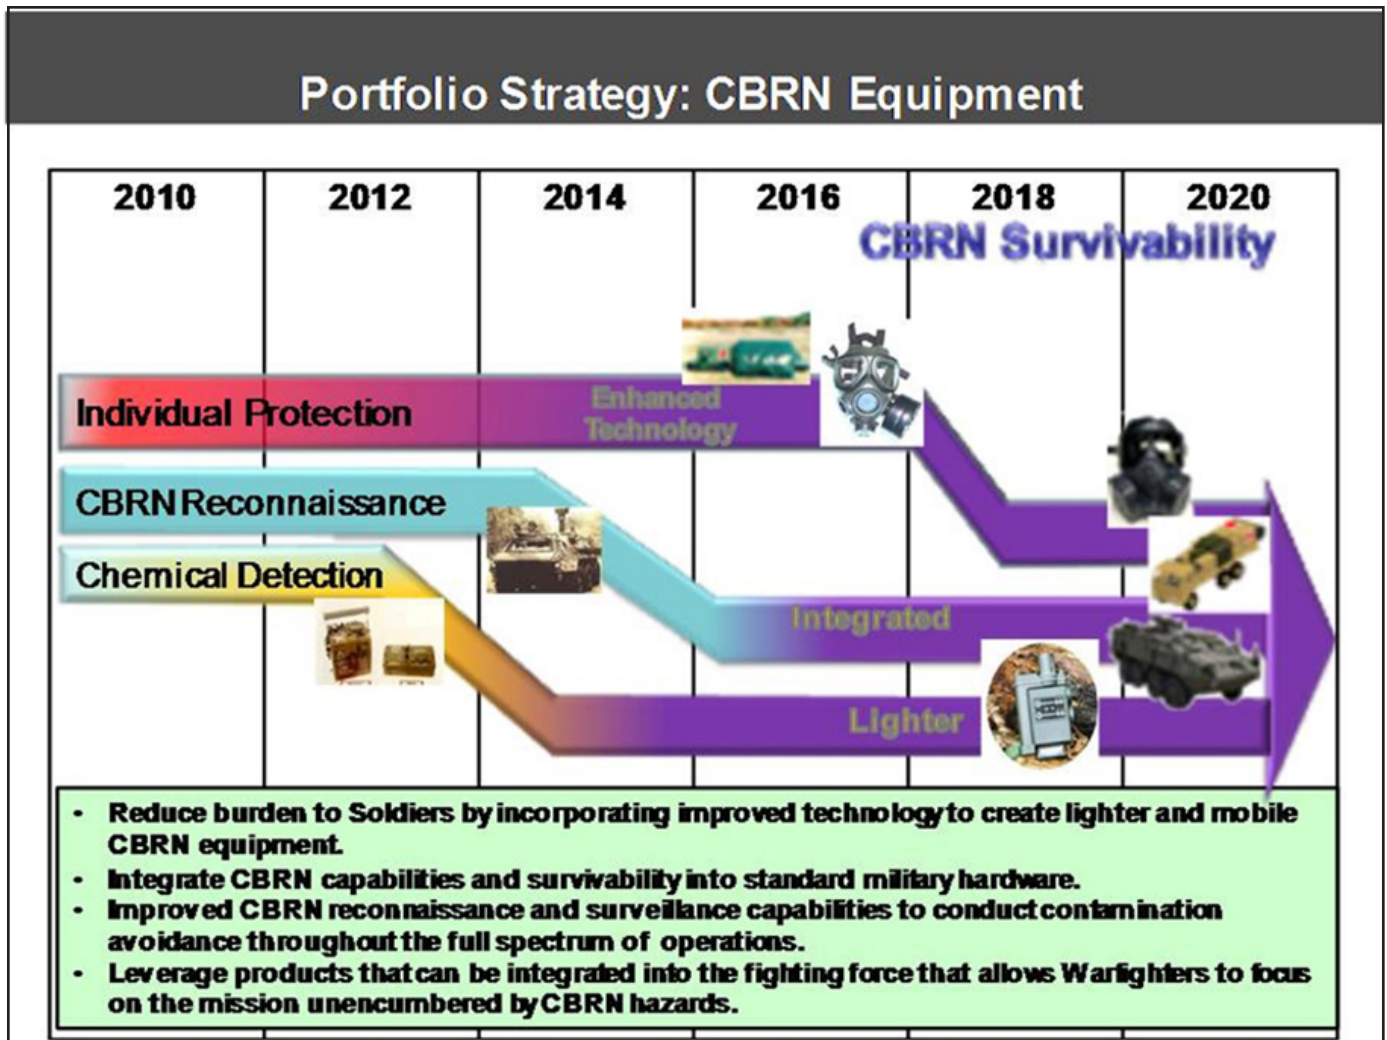 Portfolio Strategy: CBRN Equipment
2010 2012 2014 2016 2018 2020
CBRN Survivability
Enhanced
Technology
Individual Protection
CBRN Reconnaissance
Chemical Detection
Integrated
Lighter
• Reduce burden to Soldiers by incorporating improved technology to create lighter and mobile
CBRN equipment.
• Integrate CBRN capabilities and survivability into standard military hardware.
• Improved CBRN reconnaissance and surveillance capabilities to conduct contamination
avoidance throughout the full spectrum of operations.
• Leverage products that can be integrated into the fighting force that allows Warfighters to focus
on the mission unencumbered by CBRN hazards.